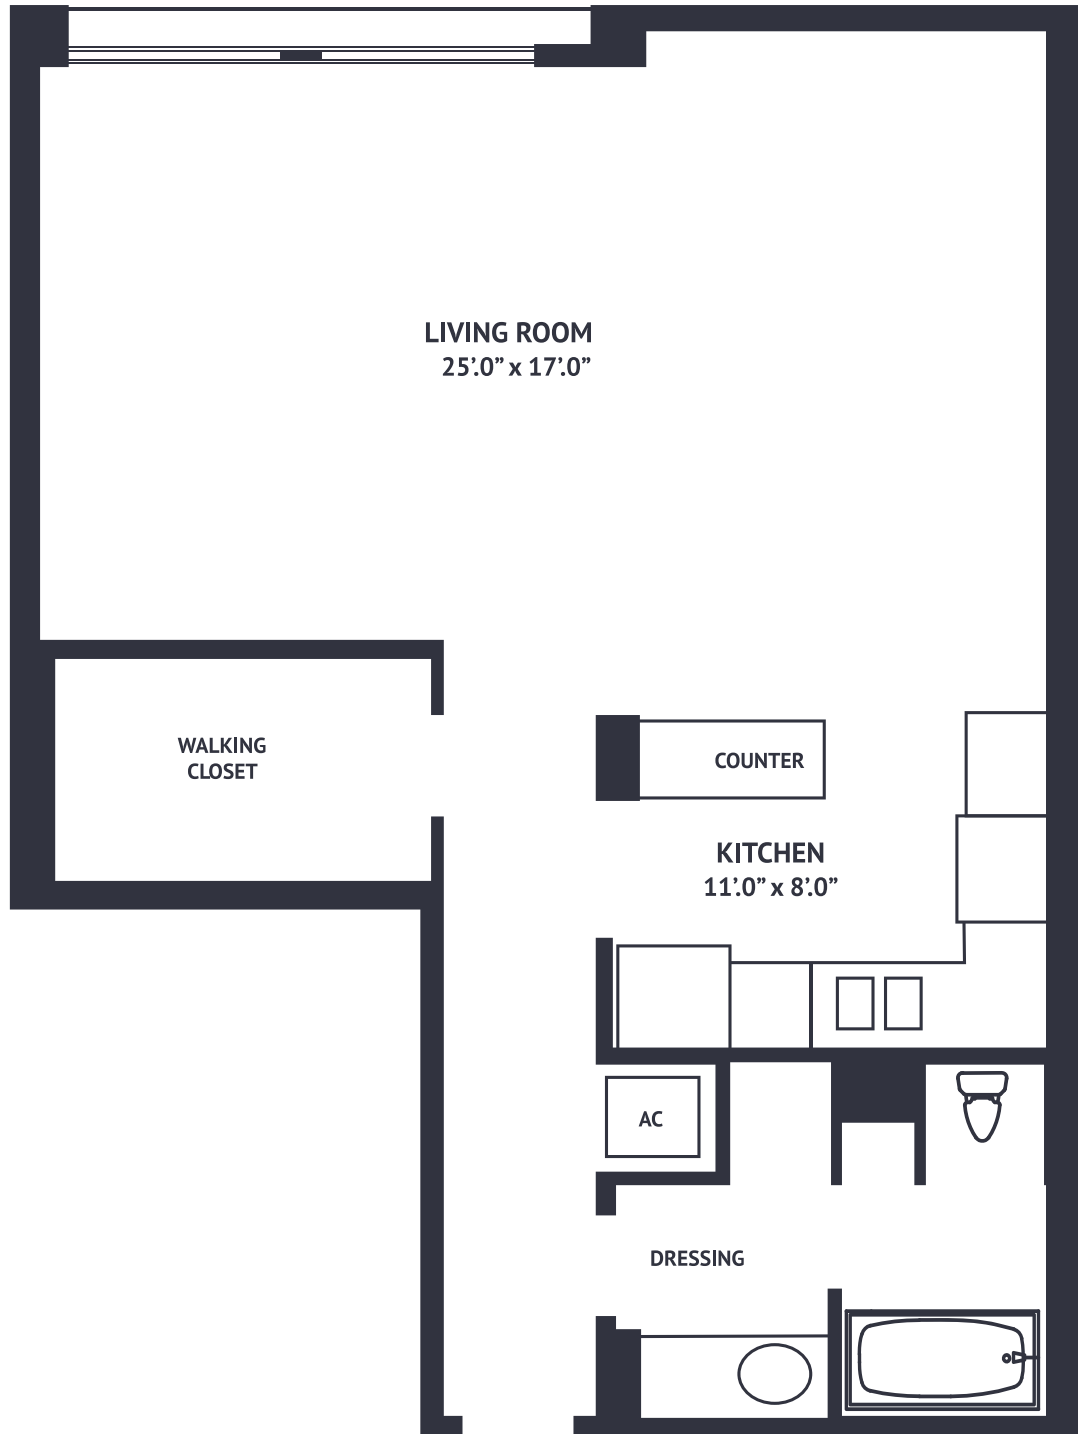 LIVING ROOM
25’.0” x 17’.0”
WALKING
CLOSET
COUNTER
KITCHEN
11’.0” x 8’.0”
AC
DRESSING